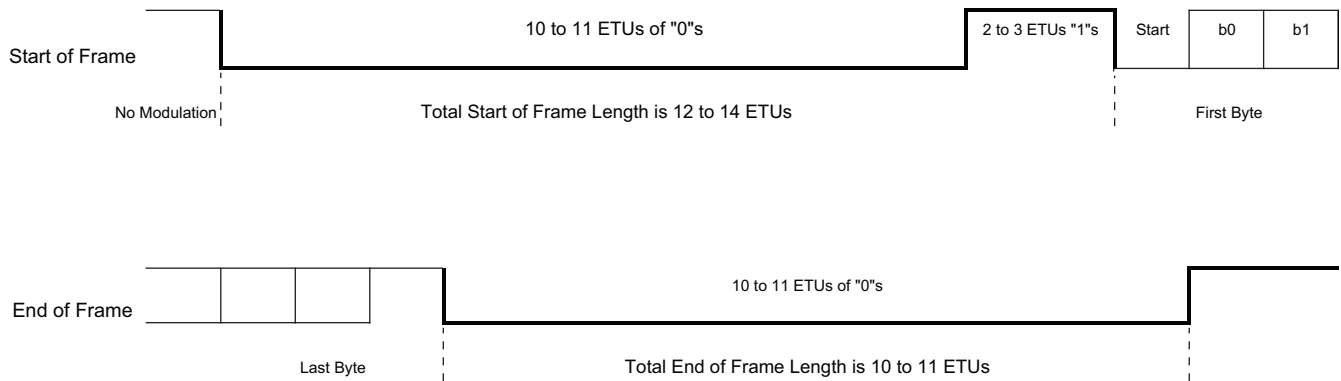 10 to 11 ETUs of "0"s
2 to 3 ETUs "1"s
Start
b0
b1
Start of Frame
No Modulation
Total Start of Frame Length is 12 to 14 ETUs
First Byte
10 to 11 ETUs of "0"s
End of Frame
Last Byte
Total End of Frame Length is 10 to 11 ETUs